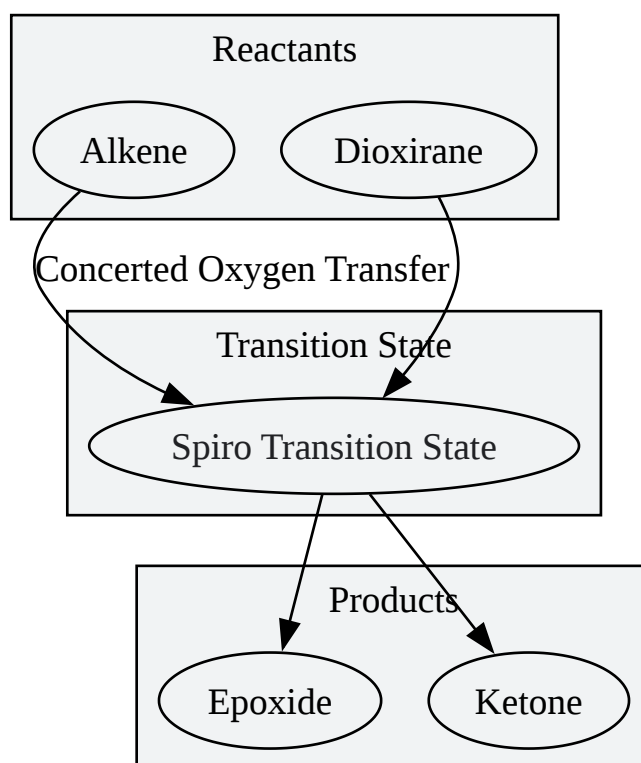 Reactants
Alkene
Dioxirane
Concerted Oxygen Transfer
Transition State
Spiro Transition State
Products
Epoxide
Ketone